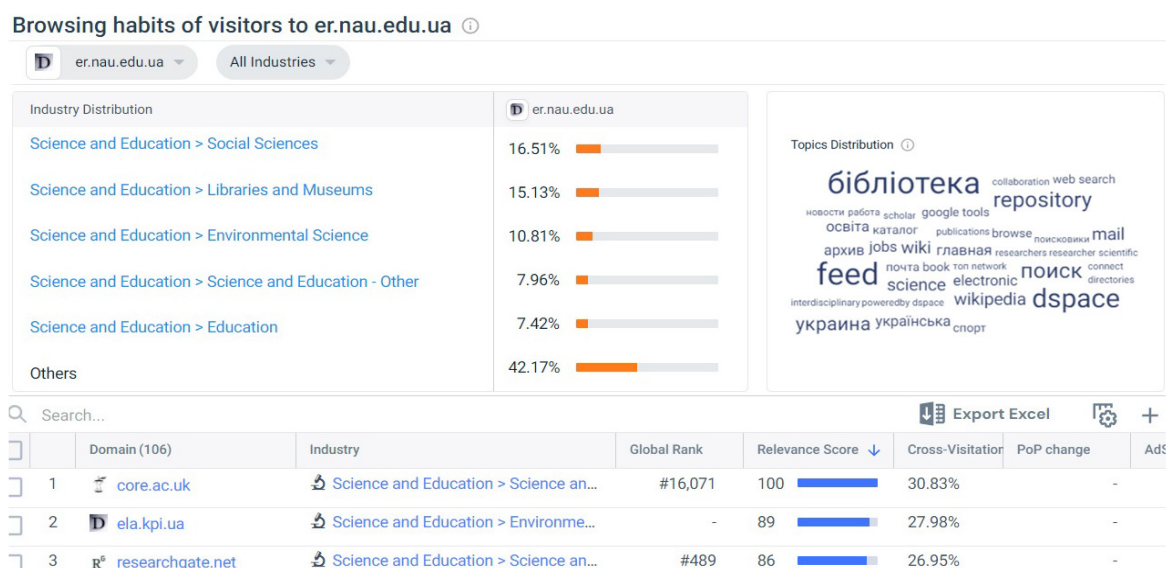 Browsing habits of visitors to er.nau.edu.ua
er.nau.edu.ua All Industries
Industry Distribution er.nau.edu.ua
Science and Education > Social Sciences 16.51%
Science and Education > Libraries and Museums 15.13%
Science and Education > Environmental Science 10.81%
Science and Education > Science and Education - Other 7.96%
Science and Education > Education 7.42%
Others 42.17%
Topics Distribution
бібліотека collaboration web search
новости работа scholar google tools repository
освіта каталог publications browse поисковики mail
архив jobs wiki главная researchers researcher scientific
feed почта book топ network поиск connect
science electronic directories
interdisciplinary poweredby dspace wikipedia dspace
украина українська спорт
Search... Export Excel
Domain (106) Industry Global Rank Relevance Score Cross-Visitation PoP change AdS
1 core.ac.uk Science and Education > Science an... #16,071 100 30.83% -
2 ela.kpi.ua Science and Education > Environme... - 89 27.98% -
3 researchgate.net Science and Education > Science an... #489 86 26.95% -